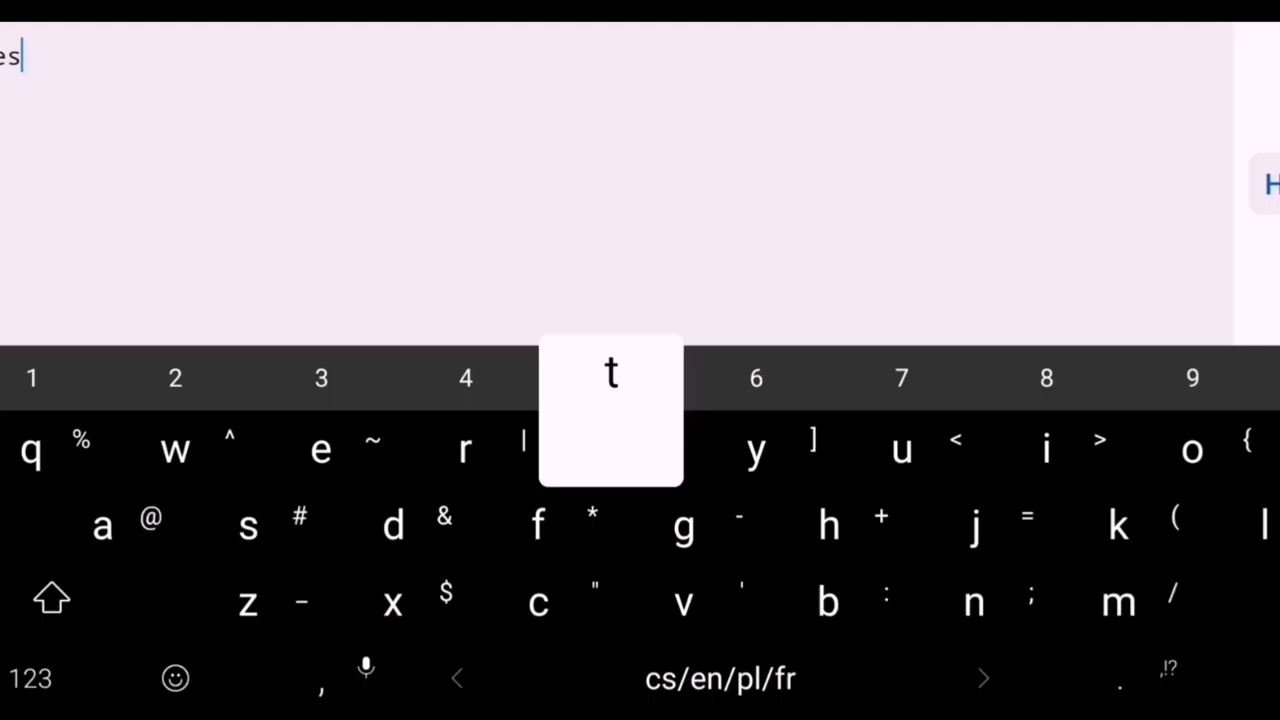 es
H
1 2 3 4 t 6 7 8 9
q % w ^ e ~ r | y ] u < i > o {
a @ s # d & f * g - h + j = k ( l
z _ x $ c " v ' b : n ; m /
123 , < cs/en/pl/fr > . ,!?